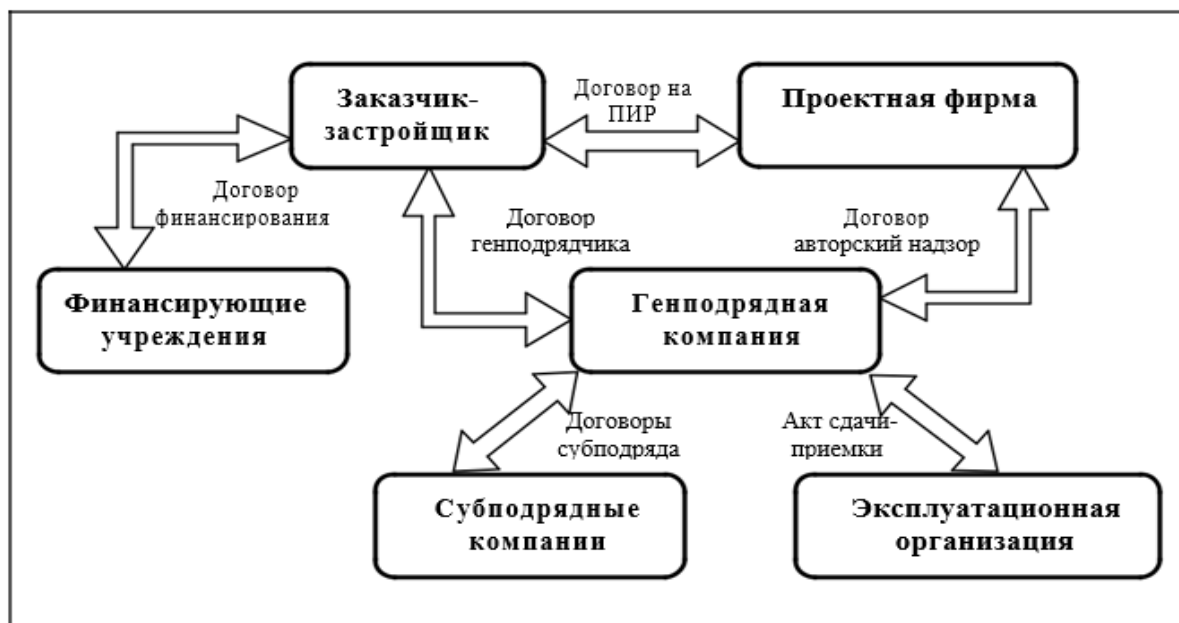 Заказчик-
застройщик
Договор на
ПИР
Проектная фирма
Договор
финансирования
Договор
генподрядчика
Договор
авторский надзор
Финансирующие
учреждения
Генподрядная
компания
Договоры
субподряда
Акт сдачи-
приемки
Субподрядные
компании
Эксплуатационная
организация